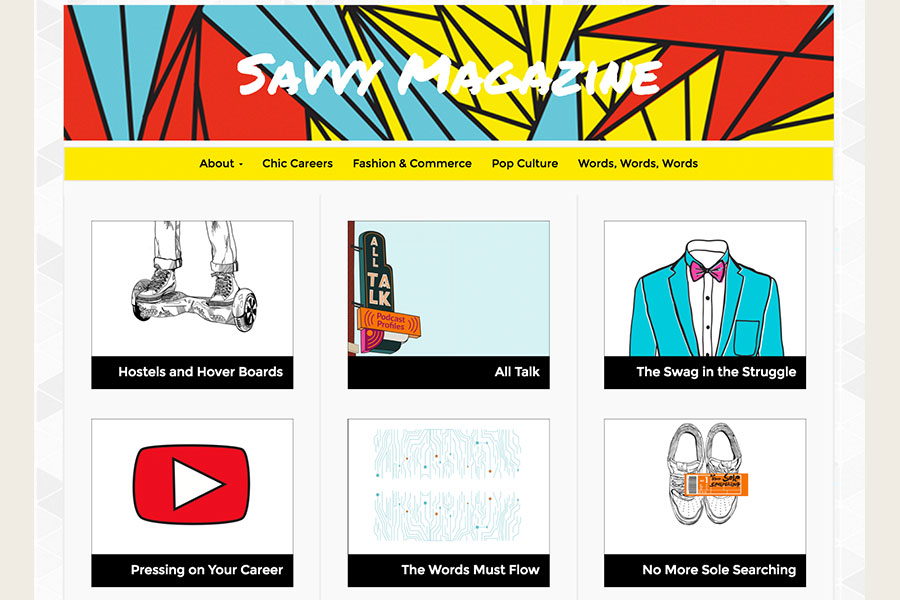 Savvy Magazine
About Chic Careers Fashion & Commerce Pop Culture Words, Words, Words
ALL
TALK
Podcast
Profiles
Hostels and Hover Boards
All Talk
The Swag in the Struggle
Sole
Searching
Pressing on Your Career
The Words Must Flow
No More Sole Searching